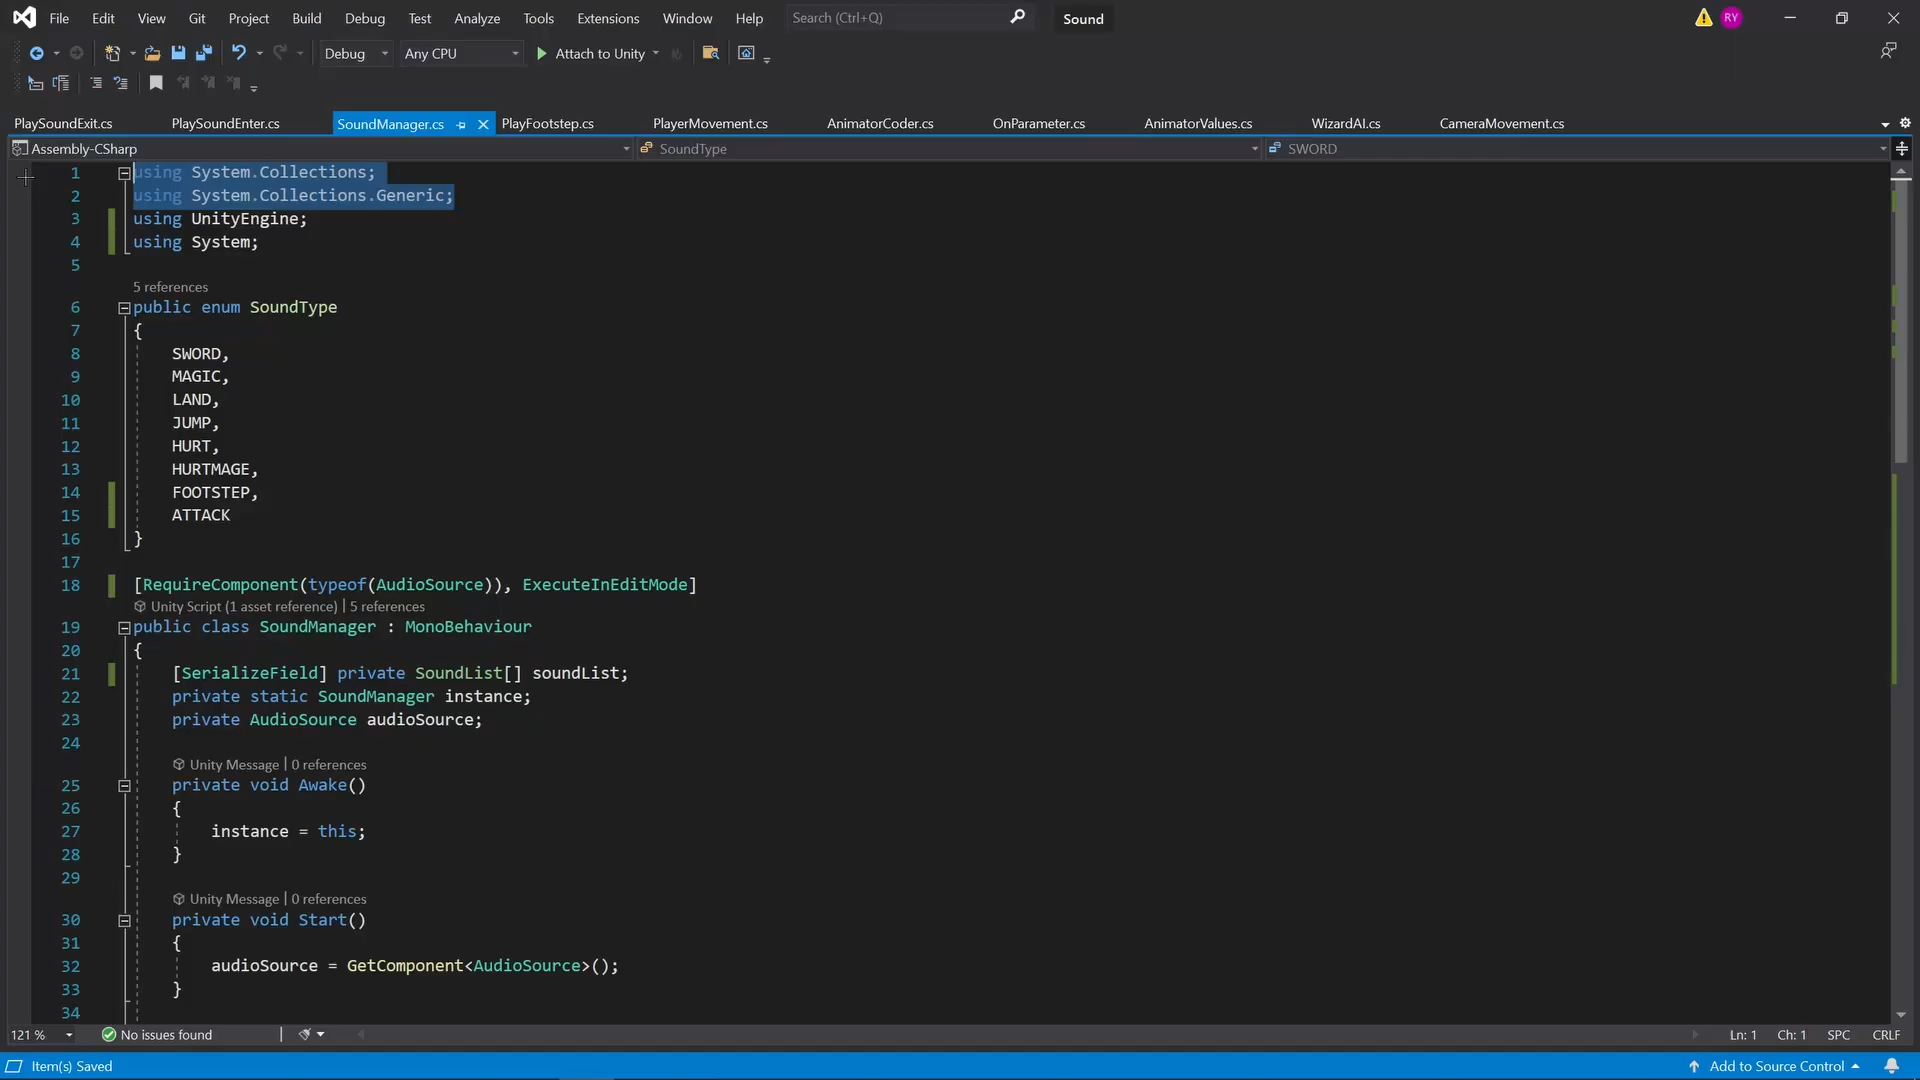 File Edit View Git Project Build Debug Test Analyze Tools Extensions Window Help Search (Ctrl+Q) Sound RY
Debug Any CPU Attach to Unity
PlaySoundExit.cs PlaySoundEnter.cs SoundManager.cs PlayFootstep.cs PlayerMovement.cs AnimatorCoder.cs OnParameter.cs AnimatorValues.cs WizardAI.cs CameraMovement.cs
Assembly-CSharp SoundType SWORD
1 using System.Collections;
2 using System.Collections.Generic;
3 using UnityEngine;
4 using System;
5
5 references
6 public enum SoundType
7 {
8 SWORD,
9 MAGIC,
10 LAND,
11 JUMP,
12 HURT,
13 HURTMAGE,
14 FOOTSTEP,
15 ATTACK
16 }
17
18 [RequireComponent(typeof(AudioSource)), ExecuteInEditMode]
Unity Script (1 asset reference) | 5 references
19 public class SoundManager : MonoBehaviour
20 {
21 [SerializeField] private SoundList[] soundList;
22 private static SoundManager instance;
23 private AudioSource audioSource;
24
Unity Message | 0 references
25 private void Awake()
26 {
27 instance = this;
28 }
29
Unity Message | 0 references
30 private void Start()
31 {
32 audioSource = GetComponent<AudioSource>();
33 }
34
121 % No issues found Ln: 1 Ch: 1 SPC CRLF
Item(s) Saved Add to Source Control